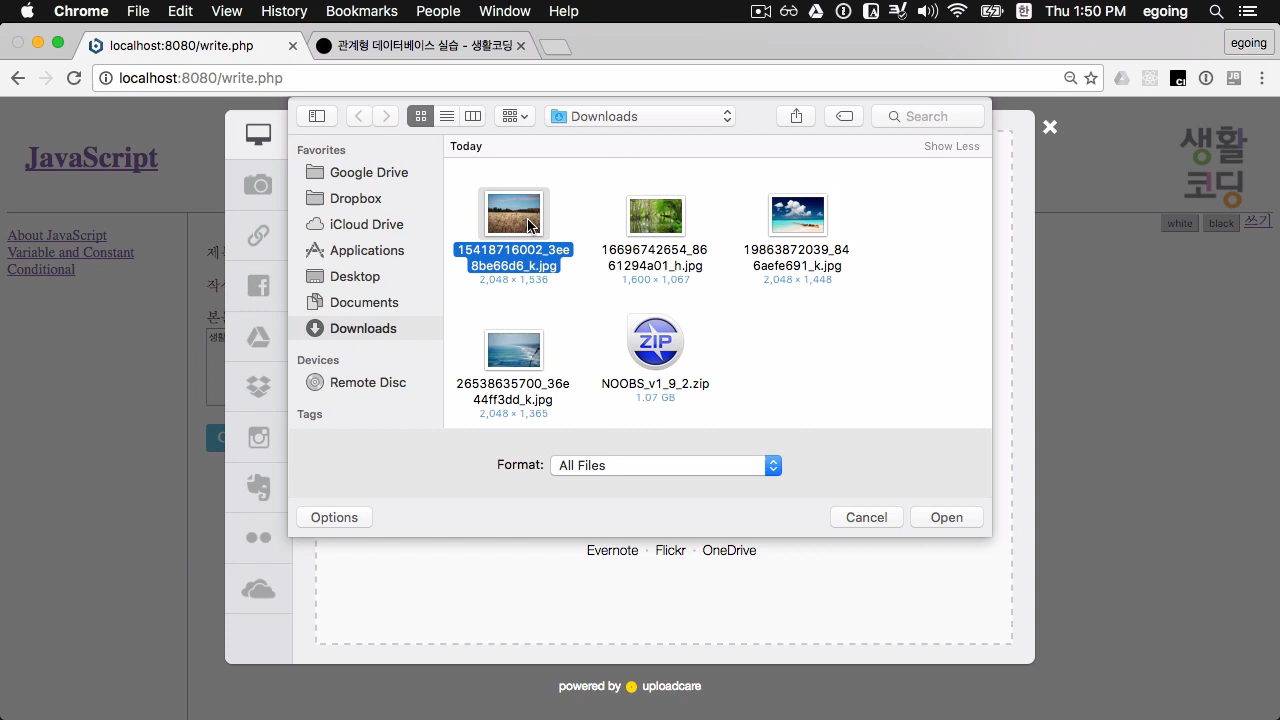 Chrome File Edit View History Bookmarks People Window Help 한 Thu 1:50 PM egoing
localhost:8080/write.php
관계형 데이터베이스 실습 - 생활코딩
egoing
localhost:8080/write.php
JavaScript
생활
코딩
white
black
쓰기
About JavaScript
Variable and Constant
Conditional
Downloads
Search
Favorites
Google Drive
Dropbox
iCloud Drive
Applications
Desktop
Documents
Downloads
Devices
Remote Disc
Tags
Today
Show Less
15418716002_3ee
8be66d6_k.jpg
2,048 × 1,536
16696742654_86
61294a01_h.jpg
1,600 × 1,067
19863872039_84
6aefe691_k.jpg
2,048 × 1,448
26538635700_36e
44ff3dd_k.jpg
2,048 × 1,365
ZIP
NOOBS_v1_9_2.zip
1.07 GB
Format: All Files
Options
Cancel
Open
Evernote · Flickr · OneDrive
powered by uploadcare